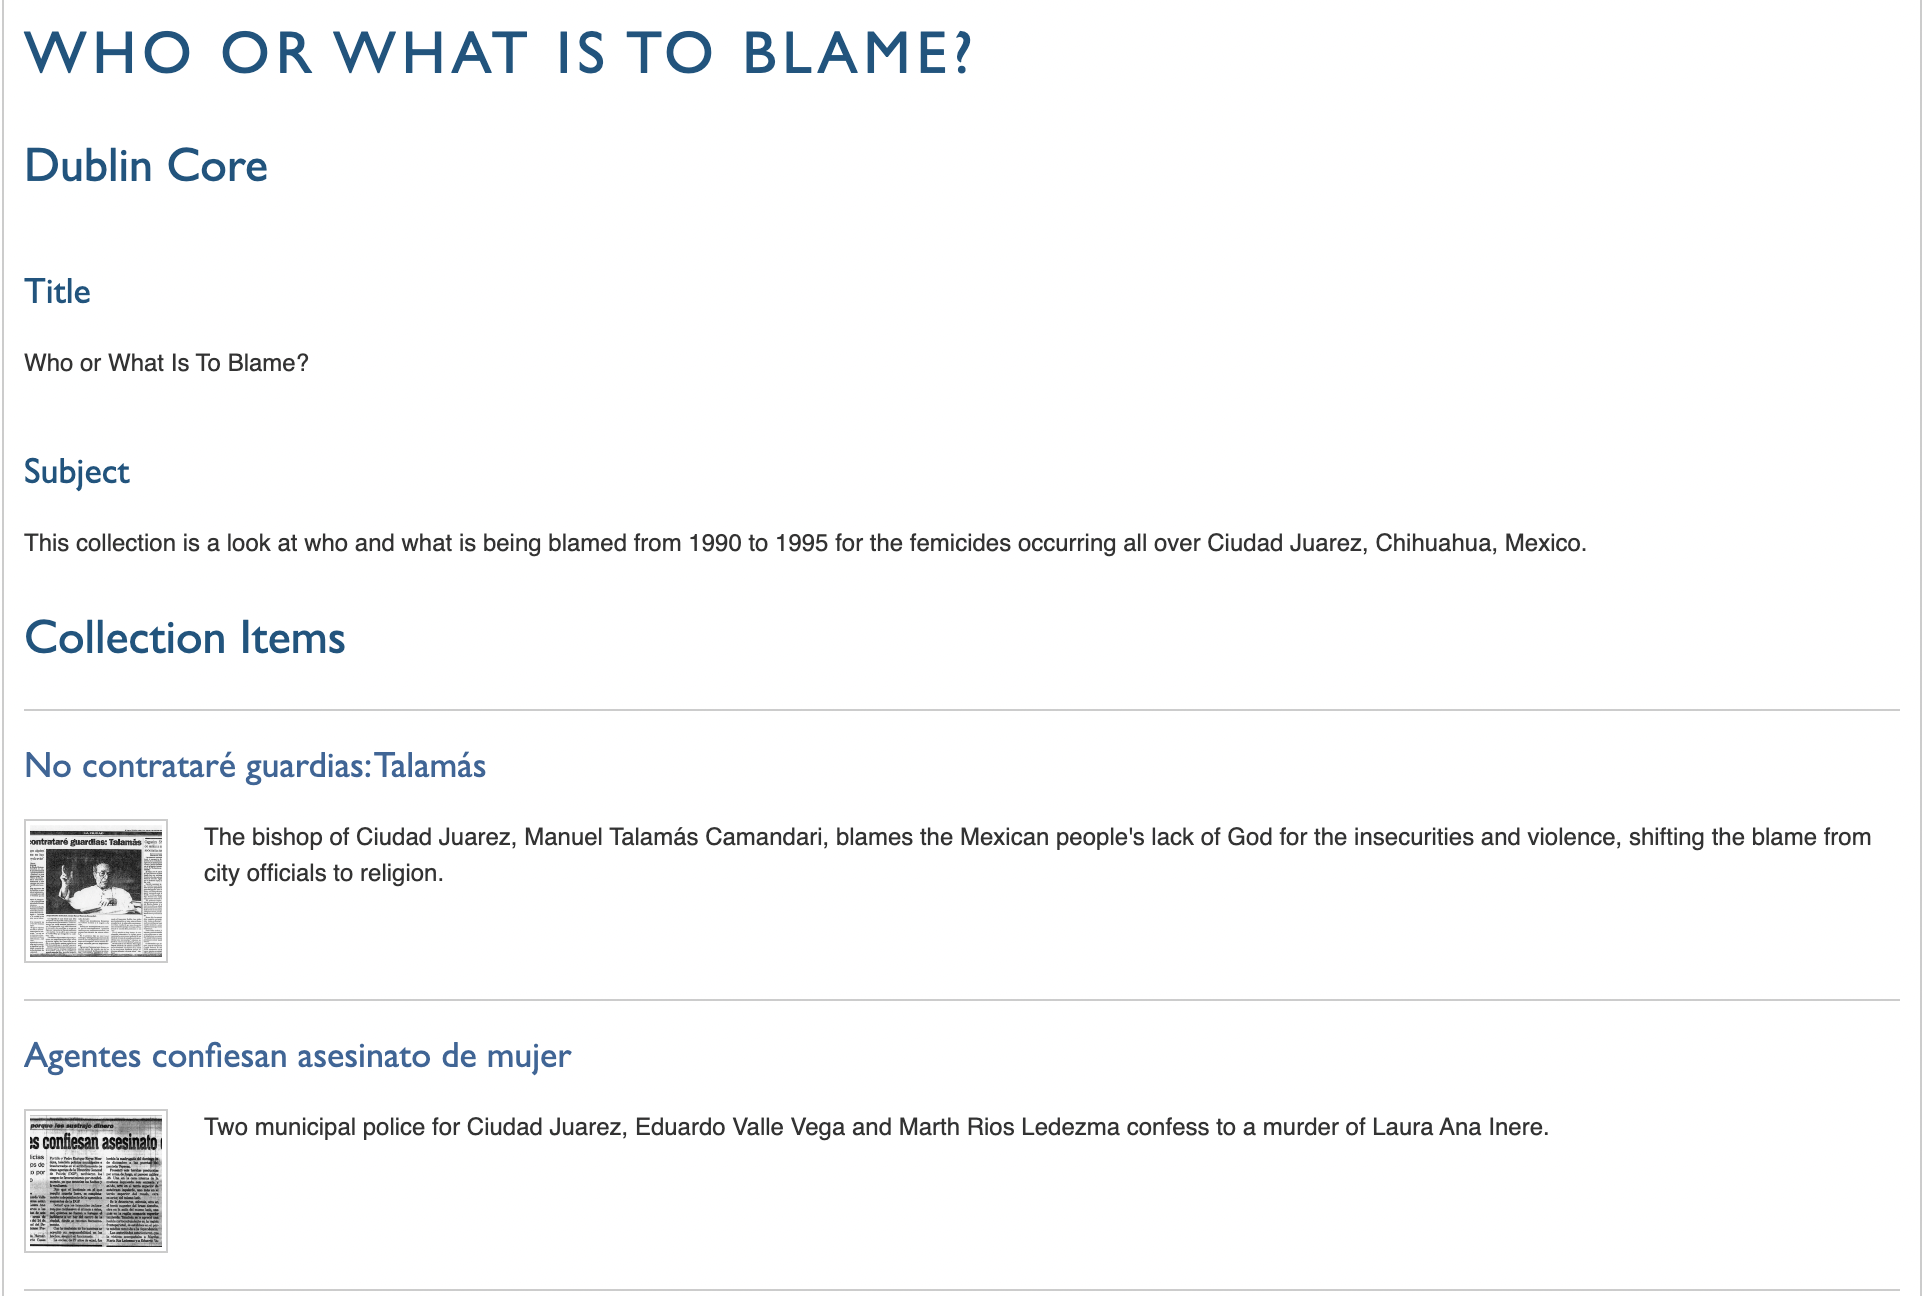 WHO OR WHAT IS TO BLAME?
Dublin Core
Title
Who or What Is To Blame?
Subject
This collection is a look at who and what is being blamed from 1990 to 1995 for the femicides occurring all over Ciudad Juarez, Chihuahua, Mexico.
Collection Items
No contrataré guardias: Talamás
ontrataré guardias: Talamás
The bishop of Ciudad Juarez, Manuel Talamás Camandari, blames the Mexican people's lack of God for the insecurities and violence, shifting the blame from
city officials to religion.
Agentes confiesan asesinato de mujer
porque les sustrajo dinero
es confiesan asesinato
Two municipal police for Ciudad Juarez, Eduardo Valle Vega and Marth Rios Ledezma confess to a murder of Laura Ana Inere.